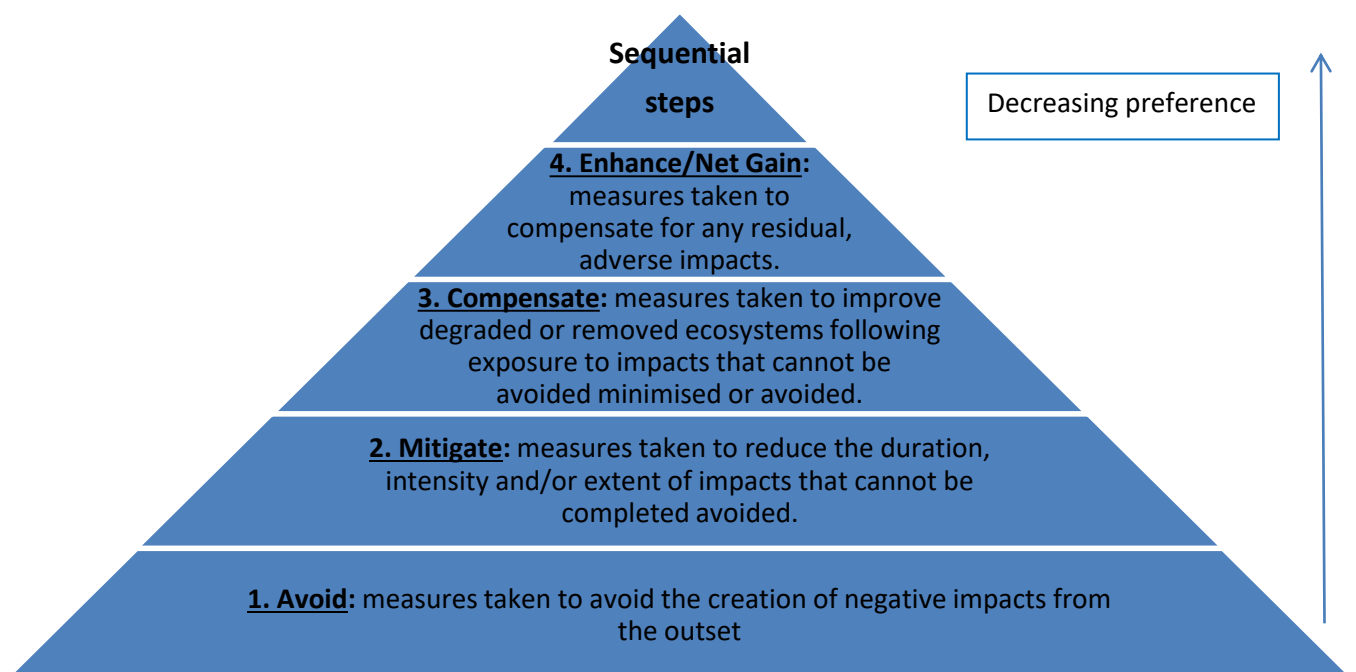 Sequential
steps
Decreasing preference
4. Enhance/Net Gain:
measures taken to
compensate for any residual,
adverse impacts.
3. Compensate: measures taken to improve
degraded or removed ecosystems following
exposure to impacts that cannot be
avoided minimised or avoided.
2. Mitigate: measures taken to reduce the duration,
intensity and/or extent of impacts that cannot be
completed avoided.
1. Avoid: measures taken to avoid the creation of negative impacts from
the outset